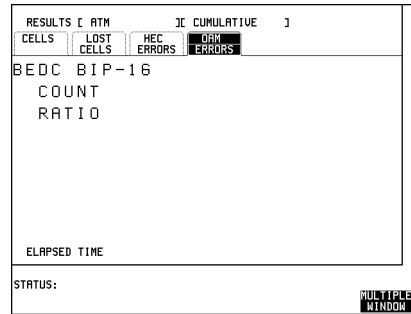 RESULTS [ ATM ][ CUMULATIVE ]
CELLS LOST CELLS HEC ERRORS OAM ERRORS
BEDC BIP-16
COUNT
RATIO
ELAPSED TIME
STATUS:
MULTIPLE
WINDOW